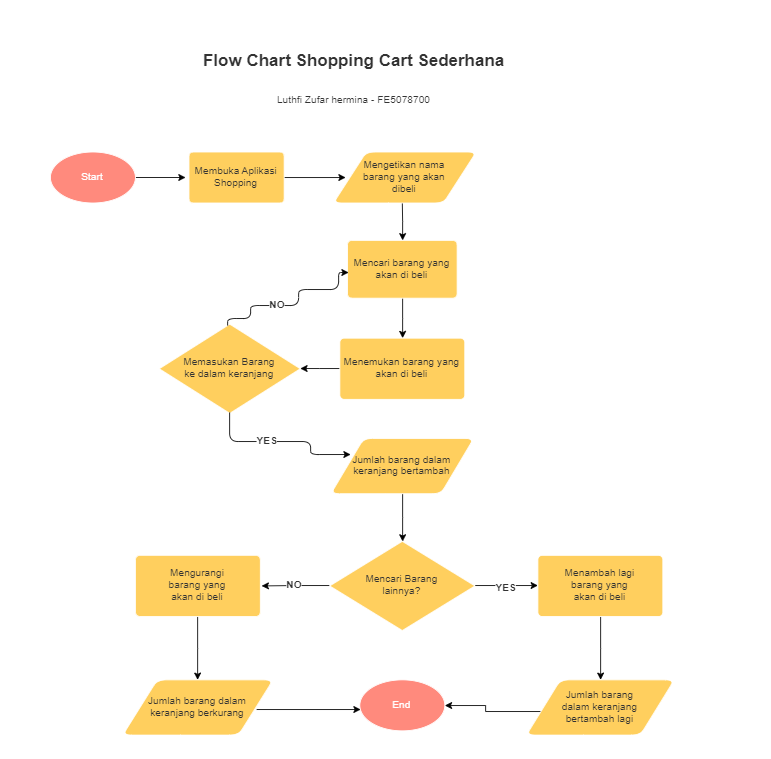 Flow Chart Shopping Cart Sederhana
Luthfi Zufar hermina - FE5078700
Start
Membuka Aplikasi
Shopping
Mengetikan nama
barang yang akan
dibeli
Mencari barang yang
akan di beli
NO
Memasukan Barang
ke dalam keranjang
Menemukan barang yang
akan di beli
YES
Jumlah barang dalam
keranjang bertambah
Mengurangi
barang yang
akan di beli
NO
Mencari Barang
lainnya?
YES
Menambah lagi
barang yang
akan di beli
Jumlah barang dalam
keranjang berkurang
End
Jumlah barang
dalam keranjang
bertambah lagi